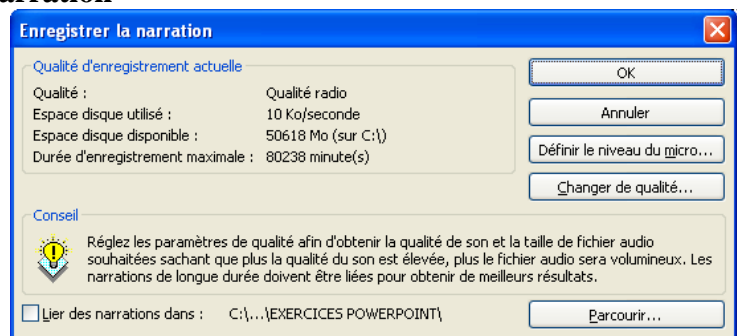 Enregistrer la narration
Qualité d'enregistrement actuelle
Qualité : Qualité radio
Espace disque utilisé : 10 Ko/seconde
Espace disque disponible : 50618 Mo (sur C:\)
Durée d'enregistrement maximale : 80238 minute(s)
OK
Annuler
Définir le niveau du micro...
Changer de qualité...
Conseil
Réglez les paramètres de qualité afin d'obtenir la qualité de son et la taille de fichier audio
souhaitées sachant que plus la qualité du son est élevée, plus le fichier audio sera volumineux. Les
narrations de longue durée doivent être liées pour obtenir de meilleurs résultats.
Lier des narrations dans : C:\...\EXERCICES POWERPOINT\
Parcourir...